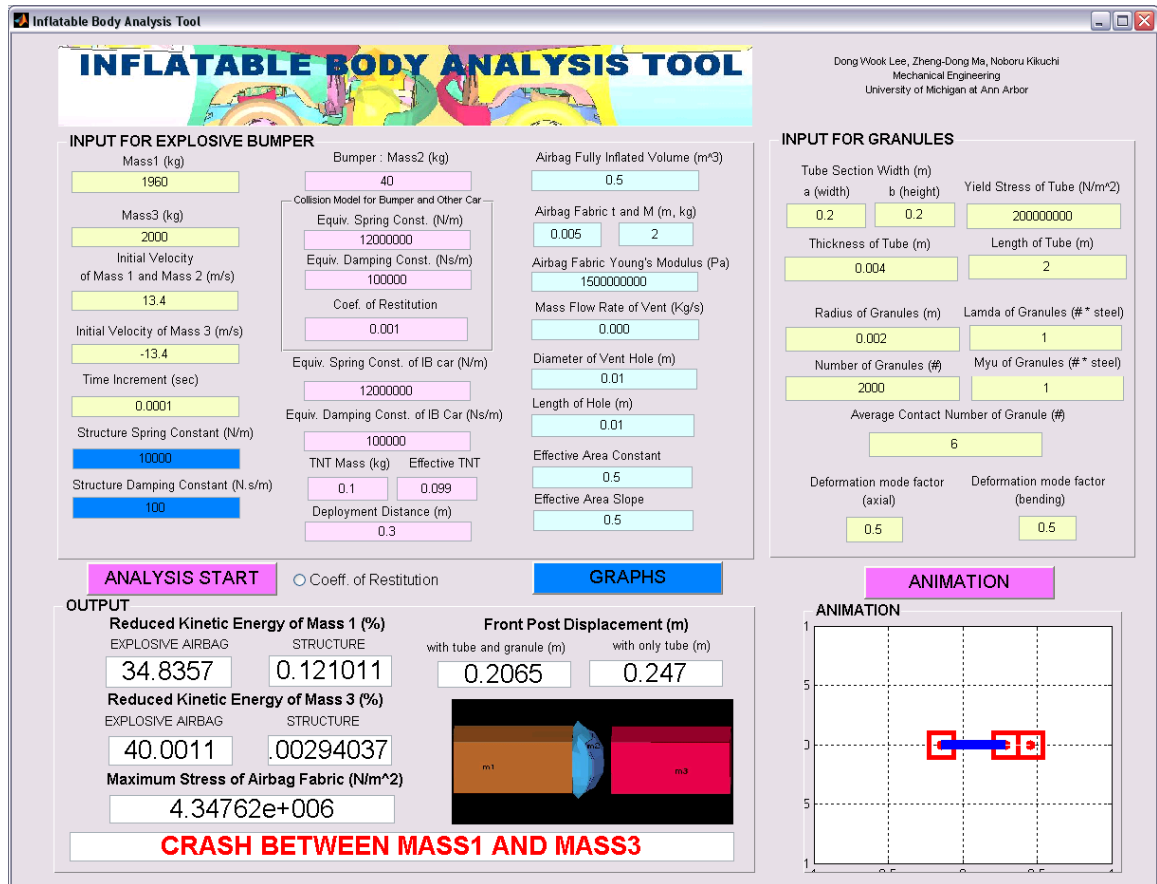 Inflatable Body Analysis Tool
INFLATABLE BODY ANALYSIS TOOL
Dong Wook Lee, Zheng-Dong Ma, Noboru Kikuchi
Mechanical Engineering
University of Michigan at Ann Arbor
INPUT FOR EXPLOSIVE BUMPER
Mass1 (kg)
1960
Mass3 (kg)
2000
Initial Velocity
of Mass 1 and Mass 2 (m/s)
13.4
Initial Velocity of Mass 3 (m/s)
-13.4
Time Increment (sec)
0.0001
Structure Spring Constant (N/m)
10000
Structure Damping Constant (N.s/m)
100
Bumper : Mass2 (kg)
40
Collision Model for Bumper and Other Car
Equiv. Spring Const. (N/m)
12000000
Equiv. Damping Const. (Ns/m)
100000
Coef. of Restitution
0.001
Equiv. Spring Const. of IB car (N/m)
12000000
Equiv. Damping Const. of IB Car (Ns/m)
100000
TNT Mass (kg) Effective TNT
0.1 0.099
Deployment Distance (m)
0.3
Airbag Fully Inflated Volume (m^3)
0.5
Airbag Fabric t and M (m, kg)
0.005 2
Airbag Fabric Young's Modulus (Pa)
1500000000
Mass Flow Rate of Vent (Kg/s)
0.000
Diameter of Vent Hole (m)
0.01
Length of Hole (m)
0.01
Effective Area Constant
0.5
Effective Area Slope
0.5
INPUT FOR GRANULES
Tube Section Width (m)
a (width) b (height) Yield Stress of Tube (N/m^2)
0.2 0.2 200000000
Thickness of Tube (m) Length of Tube (m)
0.004 2
Radius of Granules (m) Lamda of Granules (# * steel)
0.002 1
Number of Granules (#) Myu of Granules (# * steel)
2000 1
Average Contact Number of Granule (#)
6
Deformation mode factor Deformation mode factor
(axial) (bending)
0.5 0.5
ANALYSIS START Coeff. of Restitution GRAPHS ANIMATION
OUTPUT
Reduced Kinetic Energy of Mass 1 (%)
EXPLOSIVE AIRBAG STRUCTURE
34.8357 0.121011
Reduced Kinetic Energy of Mass 3 (%)
EXPLOSIVE AIRBAG STRUCTURE
40.0011 .00294037
Maximum Stress of Airbag Fabric (N/m^2)
4.34762e+006
Front Post Displacement (m)
with tube and granule (m) with only tube (m)
0.2065 0.247
m1 m2 m3
CRASH BETWEEN MASS1 AND MASS3
ANIMATION
1
5
0
5
1
-1 -0.5 0 0.5 1